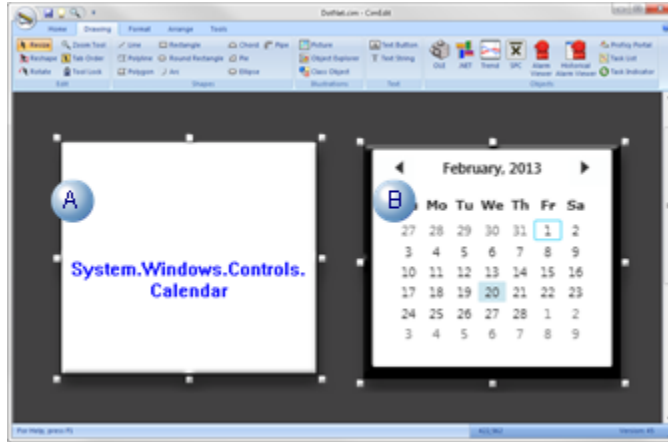 DotNet.cim - CimEdit
Home Drawing Format Arrange Tools
Resize Zoom Tool Line Rectangle Chord Pipe Picture Text Button
Reshape Tab Order Polyline Round Rectangle Pie Object Explorer Text String
Rotate Tool Lock Polygon Arc Ellipse Class Object
OLE .NET Trend SPC Alarm Viewer Historical Alarm Viewer
Proficy Portal
Task List
Task Indicator
Edit Shapes Illustrations Text Objects
A
System.Windows.Controls.
Calendar
B
February, 2013
Mo Tu We Th Fr Sa
27 28 29 30 31 1 2
3 4 5 6 7 8 9
10 11 12 13 14 15 16
17 18 19 20 21 22 23
24 25 26 27 28 1 2
3 4 5 6 7 8 9
For Help, press F1